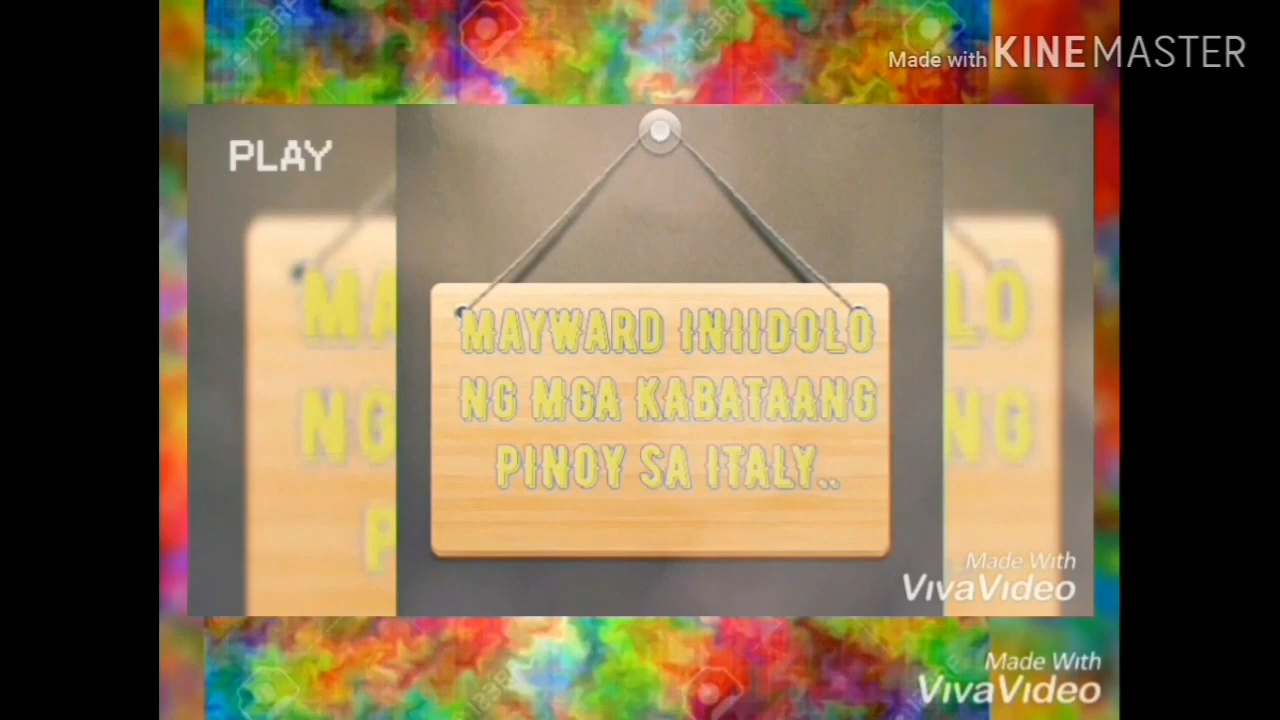 Made with KINEMASTER
PLAY
MAYWARD INIIDOLO
NG MGA KABATAANG
PINOY SA ITALY..
Made With
VivaVideo
Made With
VivaVideo